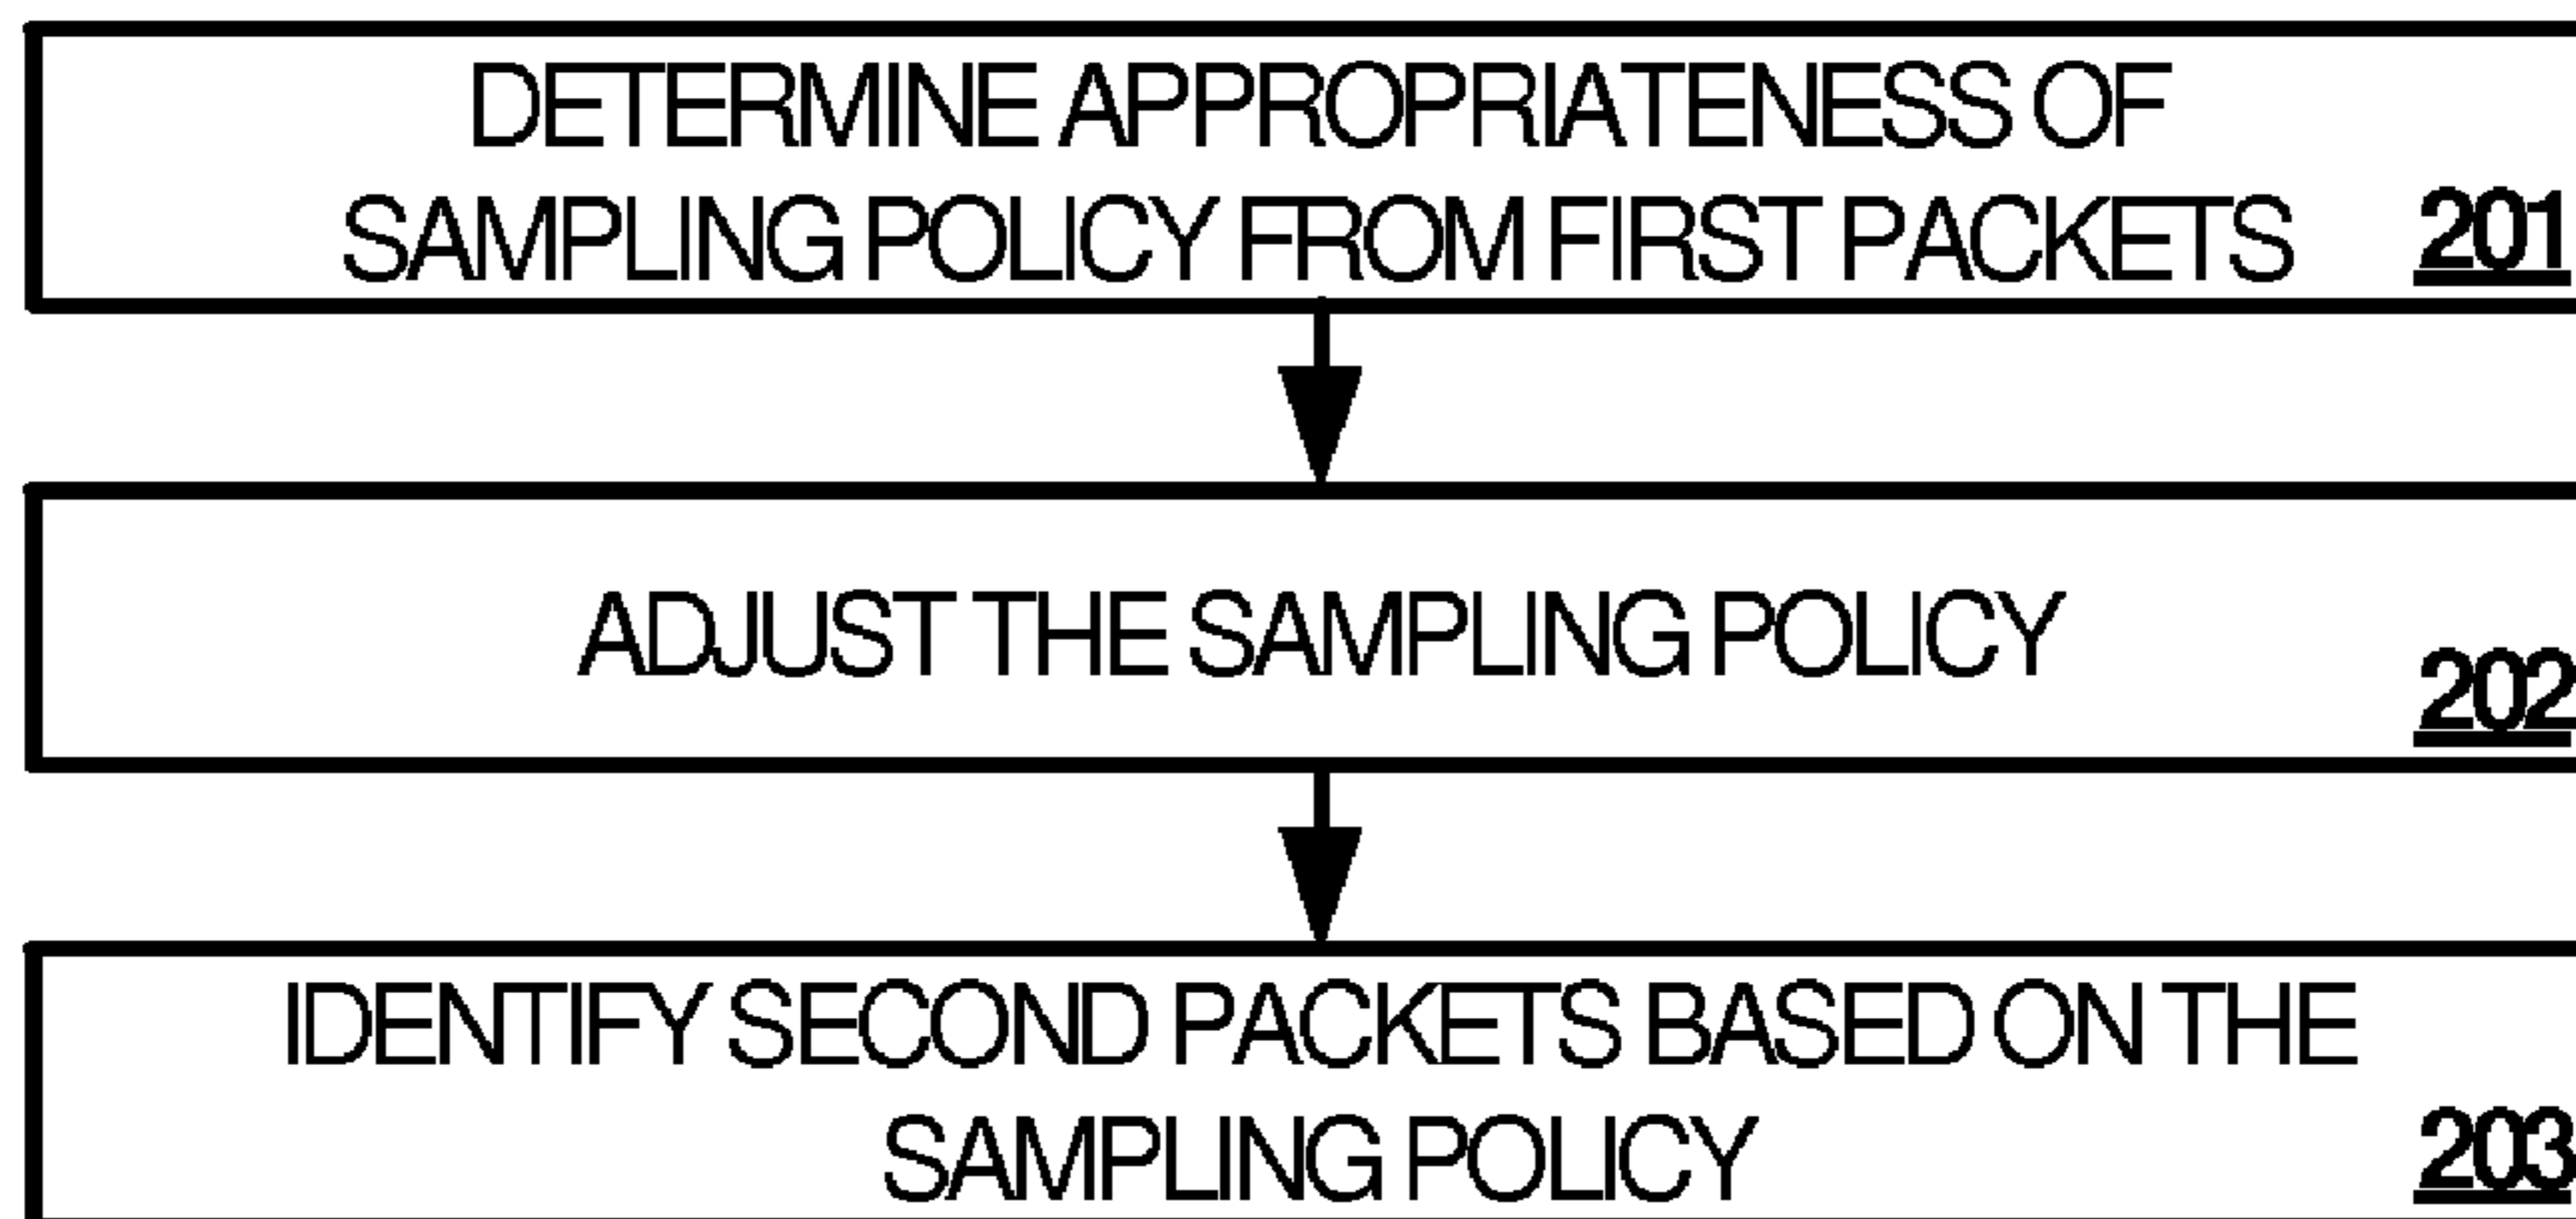 DETERMINE APPROPRIATENESS OF
SAMPLING POLICY FROM FIRST PACKETS 201
ADJUST THE SAMPLING POLICY
202
IDENTIFY SECOND PACKETS BASED ON THE
SAMPLING POLICY 203